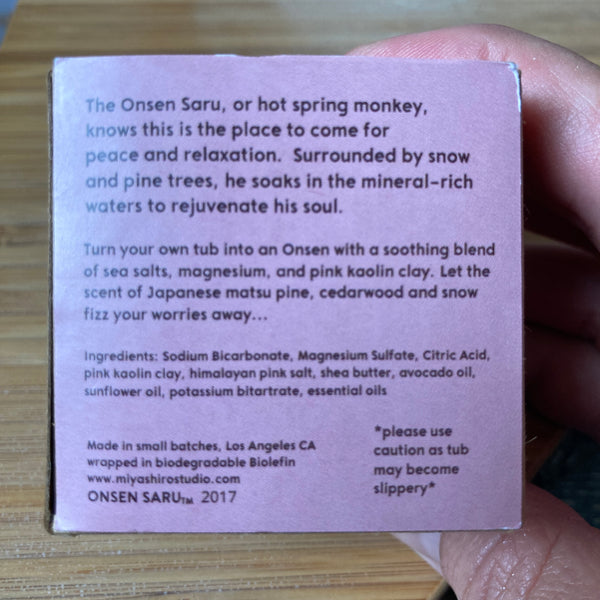 The Onsen Saru, or hot spring monkey,
knows this is the place to come for
peace and relaxation.  Surrounded by snow
and pine trees, he soaks in the mineral-rich
waters to rejuvenate his soul.
Turn your own tub into an Onsen with a soothing blend
of sea salts, magnesium, and pink kaolin clay. Let the
scent of Japanese matsu pine, cedarwood and snow
fizz your worries away...
Ingredients: Sodium Bicarbonate, Magnesium Sulfate, Citric Acid,
pink kaolin clay, himalayan pink salt, shea butter, avocado oil,
sunflower oil, potassium bitartrate, essential oils
Made in small batches, Los Angeles CA
wrapped in biodegradable Biolefin
www.miyashirostudio.com
ONSEN SARU™ 2017
*please use
caution as tub
may become
slippery*